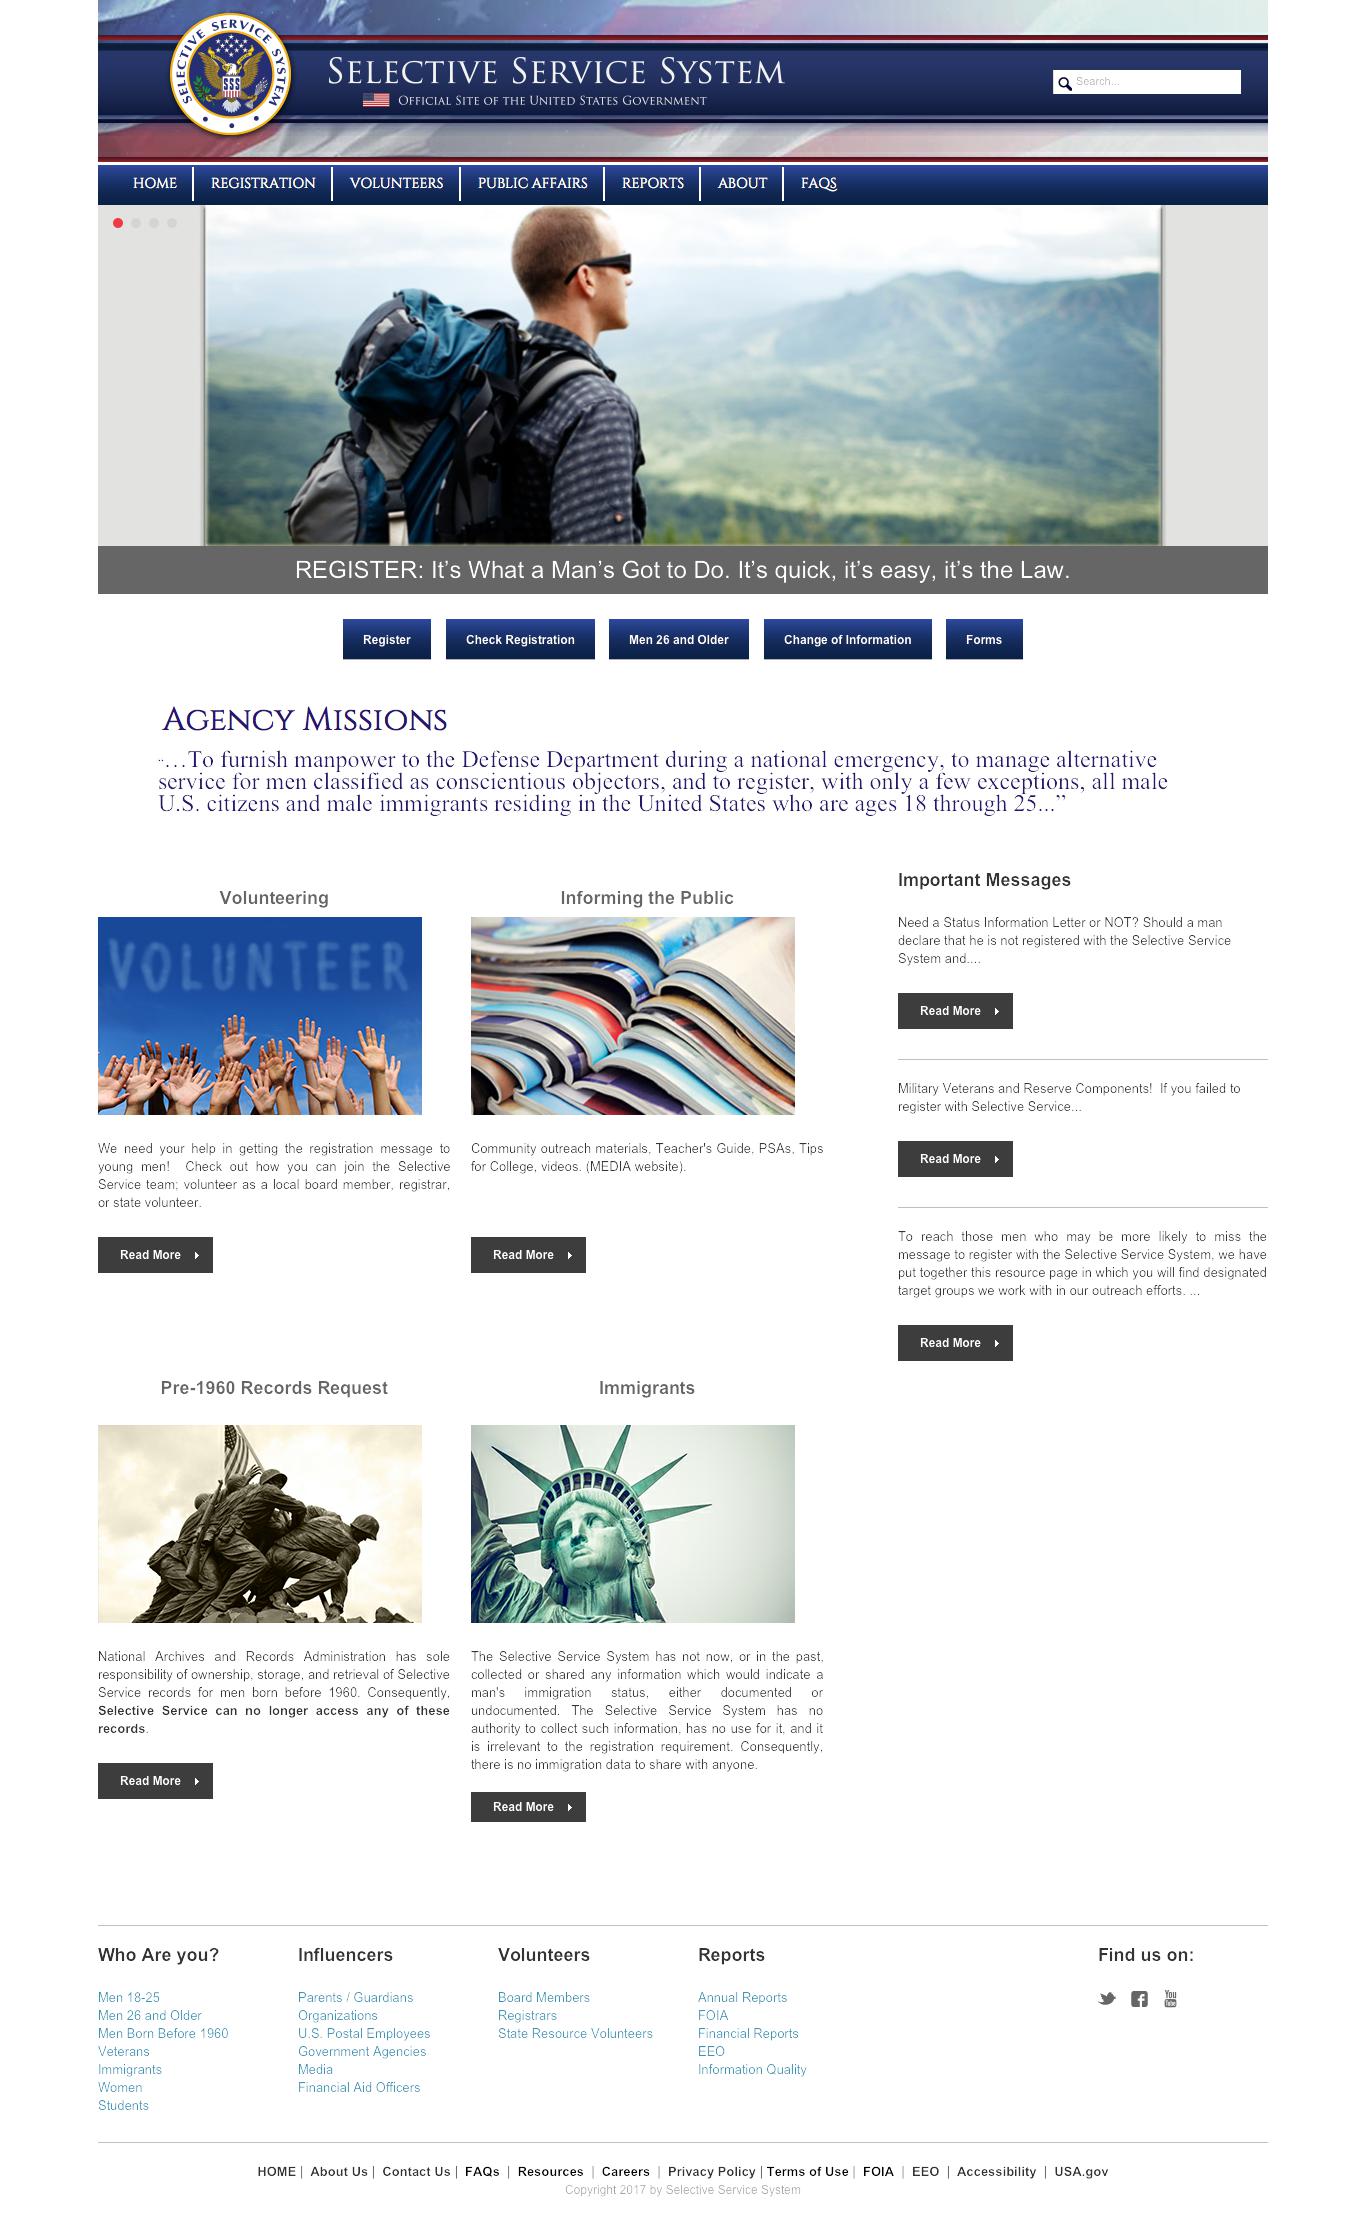 SELECTIVE SERVICE SYSTEM
SSS
SELECTIVE SERVICE SYSTEM
OFFICIAL SITE OF THE UNITED STATES GOVERNMENT
Search...
HOME REGISTRATION VOLUNTEERS PUBLIC AFFAIRS REPORTS ABOUT FAQS
REGISTER: It’s What a Man’s Got to Do. It’s quick, it’s easy, it’s the Law.
Register Check Registration Men 26 and Older Change of Information Forms
AGENCY MISSIONS
“…To furnish manpower to the Defense Department during a national emergency, to manage alternative
service for men classified as conscientious objectors, and to register, with only a few exceptions, all male
U.S. citizens and male immigrants residing in the United States who are ages 18 through 25...”
Volunteering
VOLUNTEER
We need your help in getting the registration message to
young men! Check out how you can join the Selective
Service team; volunteer as a local board member, registrar,
or state volunteer.
Read More
Informing the Public
Community outreach materials, Teacher's Guide, PSAs, Tips
for College, videos. (MEDIA website).
Read More
Important Messages
Need a Status Information Letter or NOT? Should a man
declare that he is not registered with the Selective Service
System and....
Read More
Military Veterans and Reserve Components! If you failed to
register with Selective Service...
Read More
To reach those men who may be more likely to miss the
message to register with the Selective Service System, we have
put together this resource page in which you will find designated
target groups we work with in our outreach efforts. ...
Read More
Pre-1960 Records Request
National Archives and Records Administration has sole
responsibility of ownership, storage, and retrieval of Selective
Service records for men born before 1960. Consequently,
Selective Service can no longer access any of these
records.
Read More
Immigrants
The Selective Service System has not now, or in the past,
collected or shared any information which would indicate a
man's immigration status, either documented or
undocumented. The Selective Service System has no
authority to collect such information, has no use for it, and it
is irrelevant to the registration requirement. Consequently,
there is no immigration data to share with anyone.
Read More
Who Are you?
Men 18-25
Men 26 and Older
Men Born Before 1960
Veterans
Immigrants
Women
Students
Influencers
Parents / Guardians
Organizations
U.S. Postal Employees
Government Agencies
Media
Financial Aid Officers
Volunteers
Board Members
Registrars
State Resource Volunteers
Reports
Annual Reports
FOIA
Financial Reports
EEO
Information Quality
Find us on:
You
Tube
HOME | About Us | Contact Us | FAQs | Resources | Careers | Privacy Policy | Terms of Use | FOIA | EEO | Accessibility | USA.gov
Copyright 2017 by Selective Service System